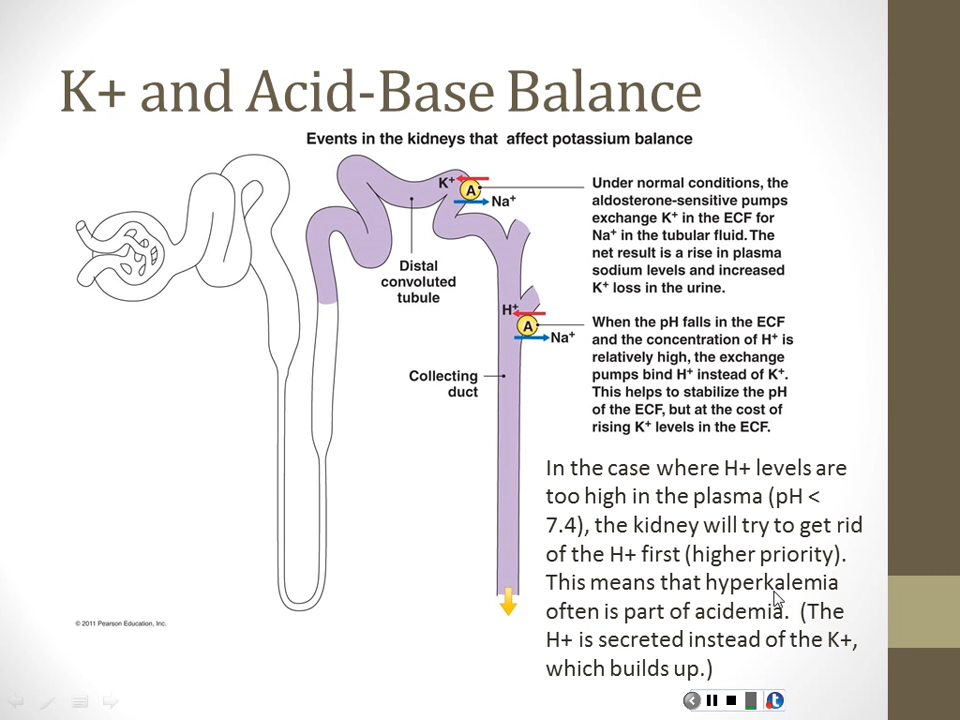 K+ and Acid-Base Balance
Events in the kidneys that affect potassium balance
K+
A
Na+
Under normal conditions, the
aldosterone-sensitive pumps
exchange K+ in the ECF for
Na+ in the tubular fluid. The
net result is a rise in plasma
sodium levels and increased
K+ loss in the urine.
Distal
convoluted
tubule
H+
A
Na+
When the pH falls in the ECF
and the concentration of H+ is
relatively high, the exchange
pumps bind H+ instead of K+.
This helps to stabilize the pH
of the ECF, but at the cost of
rising K+ levels in the ECF.
Collecting
duct
In the case where H+ levels are
too high in the plasma (pH <
7.4), the kidney will try to get rid
of the H+ first (higher priority).
This means that hyperkalemia
often is part of acidemia. (The
H+ is secreted instead of the K+,
which builds up.)
© 2011 Pearson Education, Inc.
t